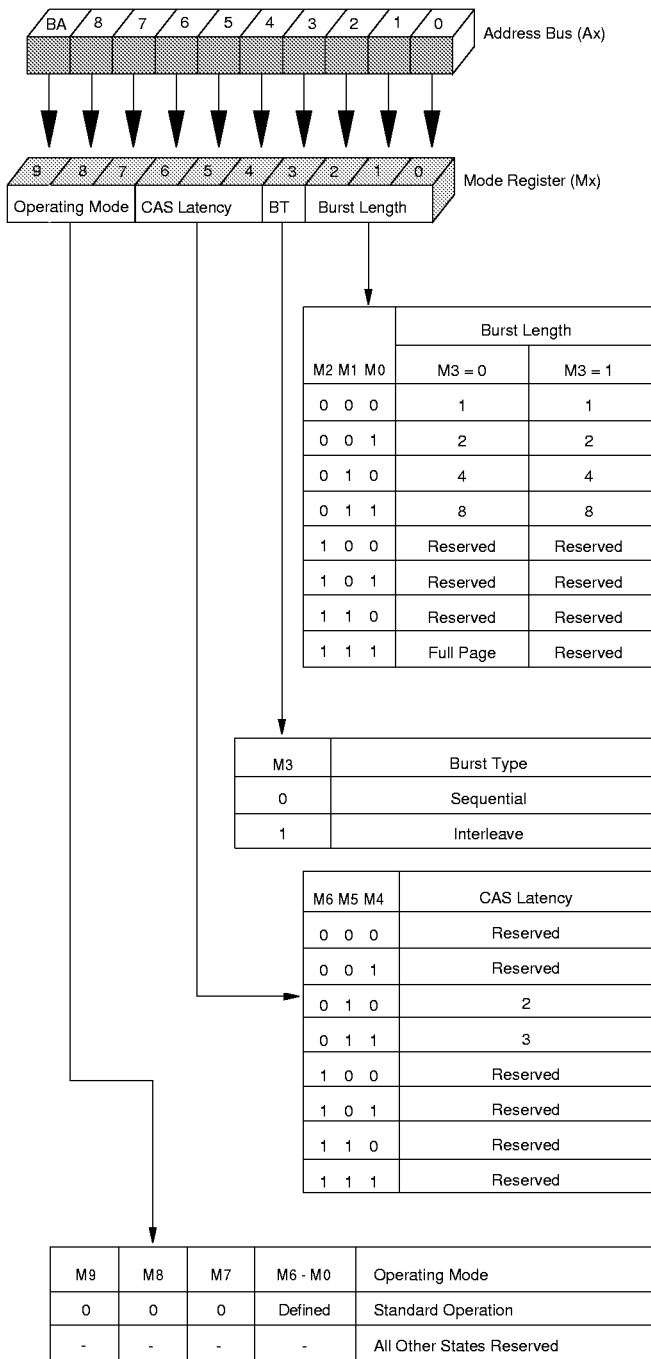 BA 8 7 6 5 4 3 2 1 0
Address Bus (Ax)
9 8 7 6 5 4 3 2 1 0
Mode Register (Mx)
Operating Mode CAS Latency BT Burst Length
Burst Length
M2 M1 M0 M3 = 0 M3 = 1
0 0 0 1 1
0 0 1 2 2
0 1 0 4 4
0 1 1 8 8
1 0 0 Reserved Reserved
1 0 1 Reserved Reserved
1 1 0 Reserved Reserved
1 1 1 Full Page Reserved
M3 Burst Type
0 Sequential
1 Interleave
M6 M5 M4 CAS Latency
0 0 0 Reserved
0 0 1 Reserved
0 1 0 2
0 1 1 3
1 0 0 Reserved
1 0 1 Reserved
1 1 0 Reserved
1 1 1 Reserved
M9 M8 M7 M6 - M0 Operating Mode
0 0 0 Defined Standard Operation
- - - - All Other States Reserved